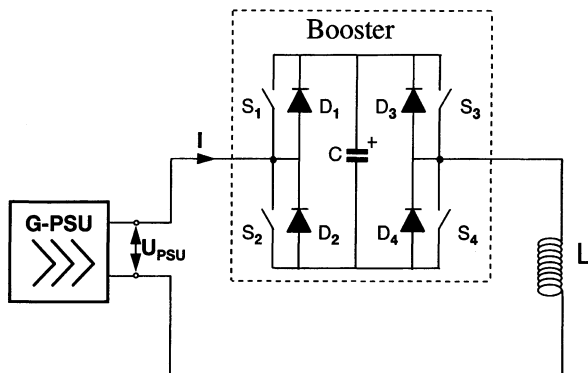 Booster
S1 D1 D3 S3
I
C +
G-PSU
UPSU
S2 D2 D4 S4
L